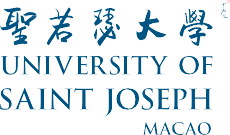 聖若瑟大學
UNIVERSITY OF
SAINT JOSEPH
MACAO